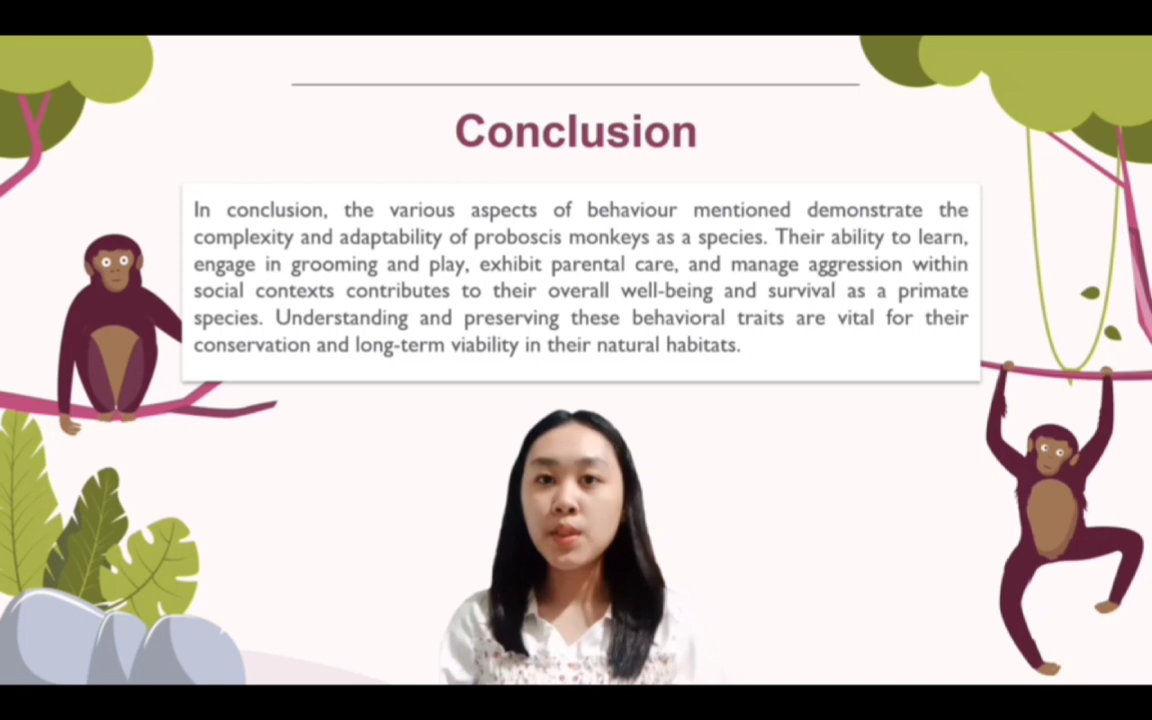 Conclusion
In conclusion, the various aspects of behaviour mentioned demonstrate the
complexity and adaptability of proboscis monkeys as a species. Their ability to learn,
engage in grooming and play, exhibit parental care, and manage aggression within
social contexts contributes to their overall well-being and survival as a primate
species. Understanding and preserving these behavioral traits are vital for their
conservation and long-term viability in their natural habitats.